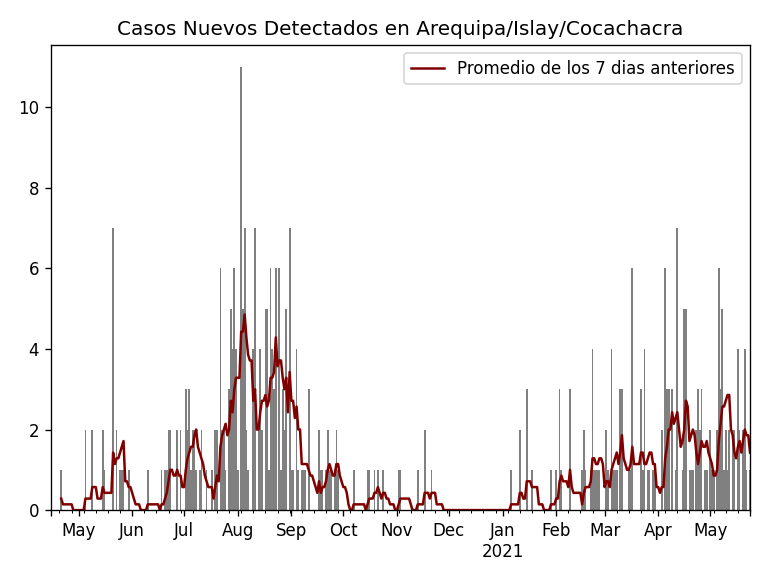 Casos Nuevos Detectados en Arequipa/Islay/Cocachacra
Promedio de los 7 dias anteriores
10
8
6
4
2
0
May Jun Jul Aug Sep Oct Nov Dec Jan Feb Mar Apr May
2021